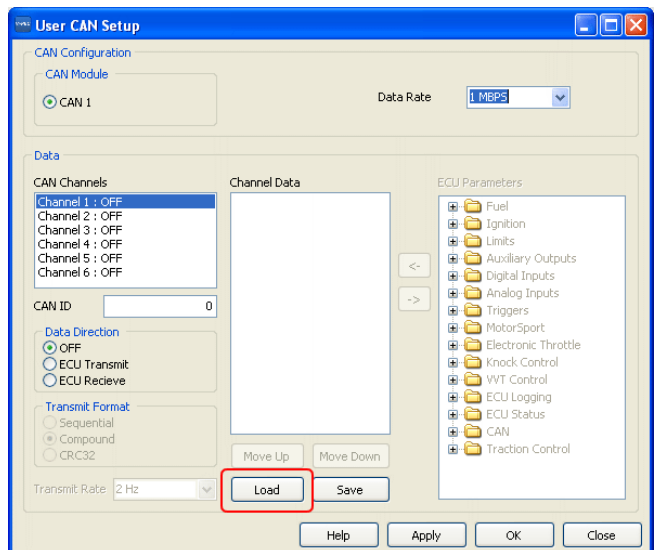 User CAN Setup
CAN Configuration
CAN Module
CAN 1
Data Rate
1 MBPS
Data
CAN Channels
Channel 1 : OFF
Channel 2 : OFF
Channel 3 : OFF
Channel 4 : OFF
Channel 5 : OFF
Channel 6 : OFF
CAN ID
0
Data Direction
OFF
ECU Transmit
ECU Recieve
Transmit Format
Sequential
Compound
CRC32
Transmit Rate
2 Hz
Channel Data
<-
->
Move Up
Move Down
Load
Save
ECU Parameters
Fuel
Ignition
Limits
Auxiliary Outputs
Digital Inputs
Analog Inputs
Triggers
MotorSport
Electronic Throttle
Knock Control
VVT Control
ECU Logging
ECU Status
CAN
Traction Control
Help
Apply
OK
Close